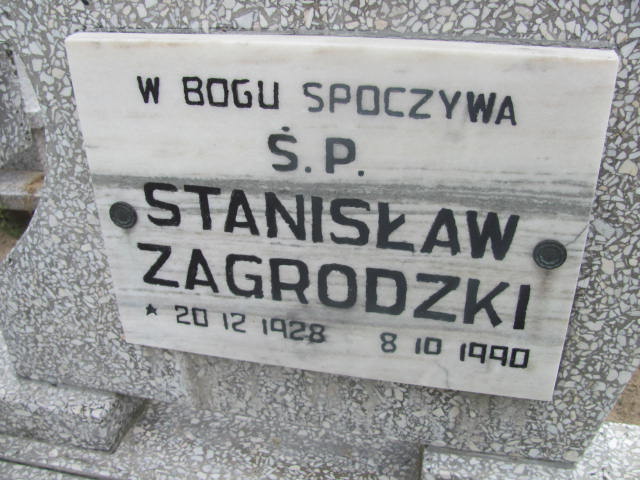 W BOGU SPOCZYWA
Ś.P.
STANISŁAW
ZAGRODZKI
* 20 12 1928 8 10 1990